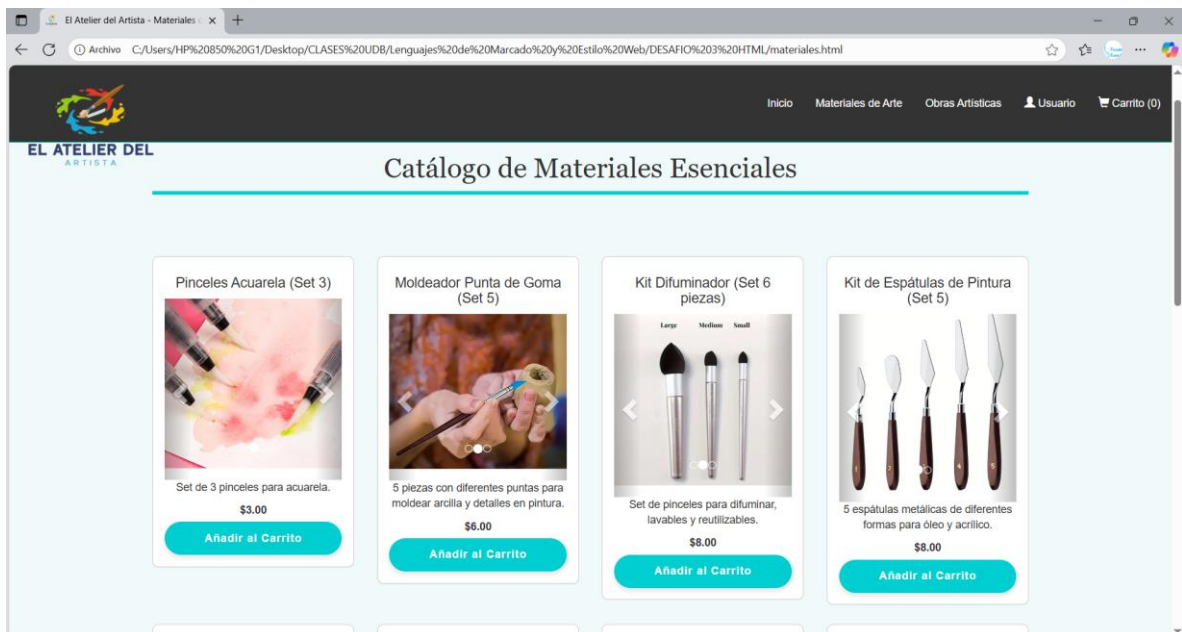 El Atelier del Artista - Materiales
Archivo C:/Users/HP%20850%20G1/Desktop/CLASES%20UDB/Lenguajes%20de%20Marcado%20y%20Estilo%20Web/DESAFIO%203%20HTML/materiales.html
Inicio Materiales de Arte Obras Artísticas Usuario Carrito (0)
EL ATELIER DEL
ARTISTA
Catálogo de Materiales Esenciales
Pinceles Acuarela (Set 3)
Set de 3 pinceles para acuarela.
$3.00
Añadir al Carrito
Moldeador Punta de Goma
(Set 5)
5 piezas con diferentes puntas para
moldear arcilla y detalles en pintura.
$6.00
Añadir al Carrito
Kit Difuminador (Set 6
piezas)
Large Medium Small
Set de pinceles para difuminar,
lavables y reutilizables.
$8.00
Añadir al Carrito
Kit de Espátulas de Pintura
(Set 5)
1 2 4 5
5 espátulas metálicas de diferentes
formas para óleo y acrílico.
$8.00
Añadir al Carrito